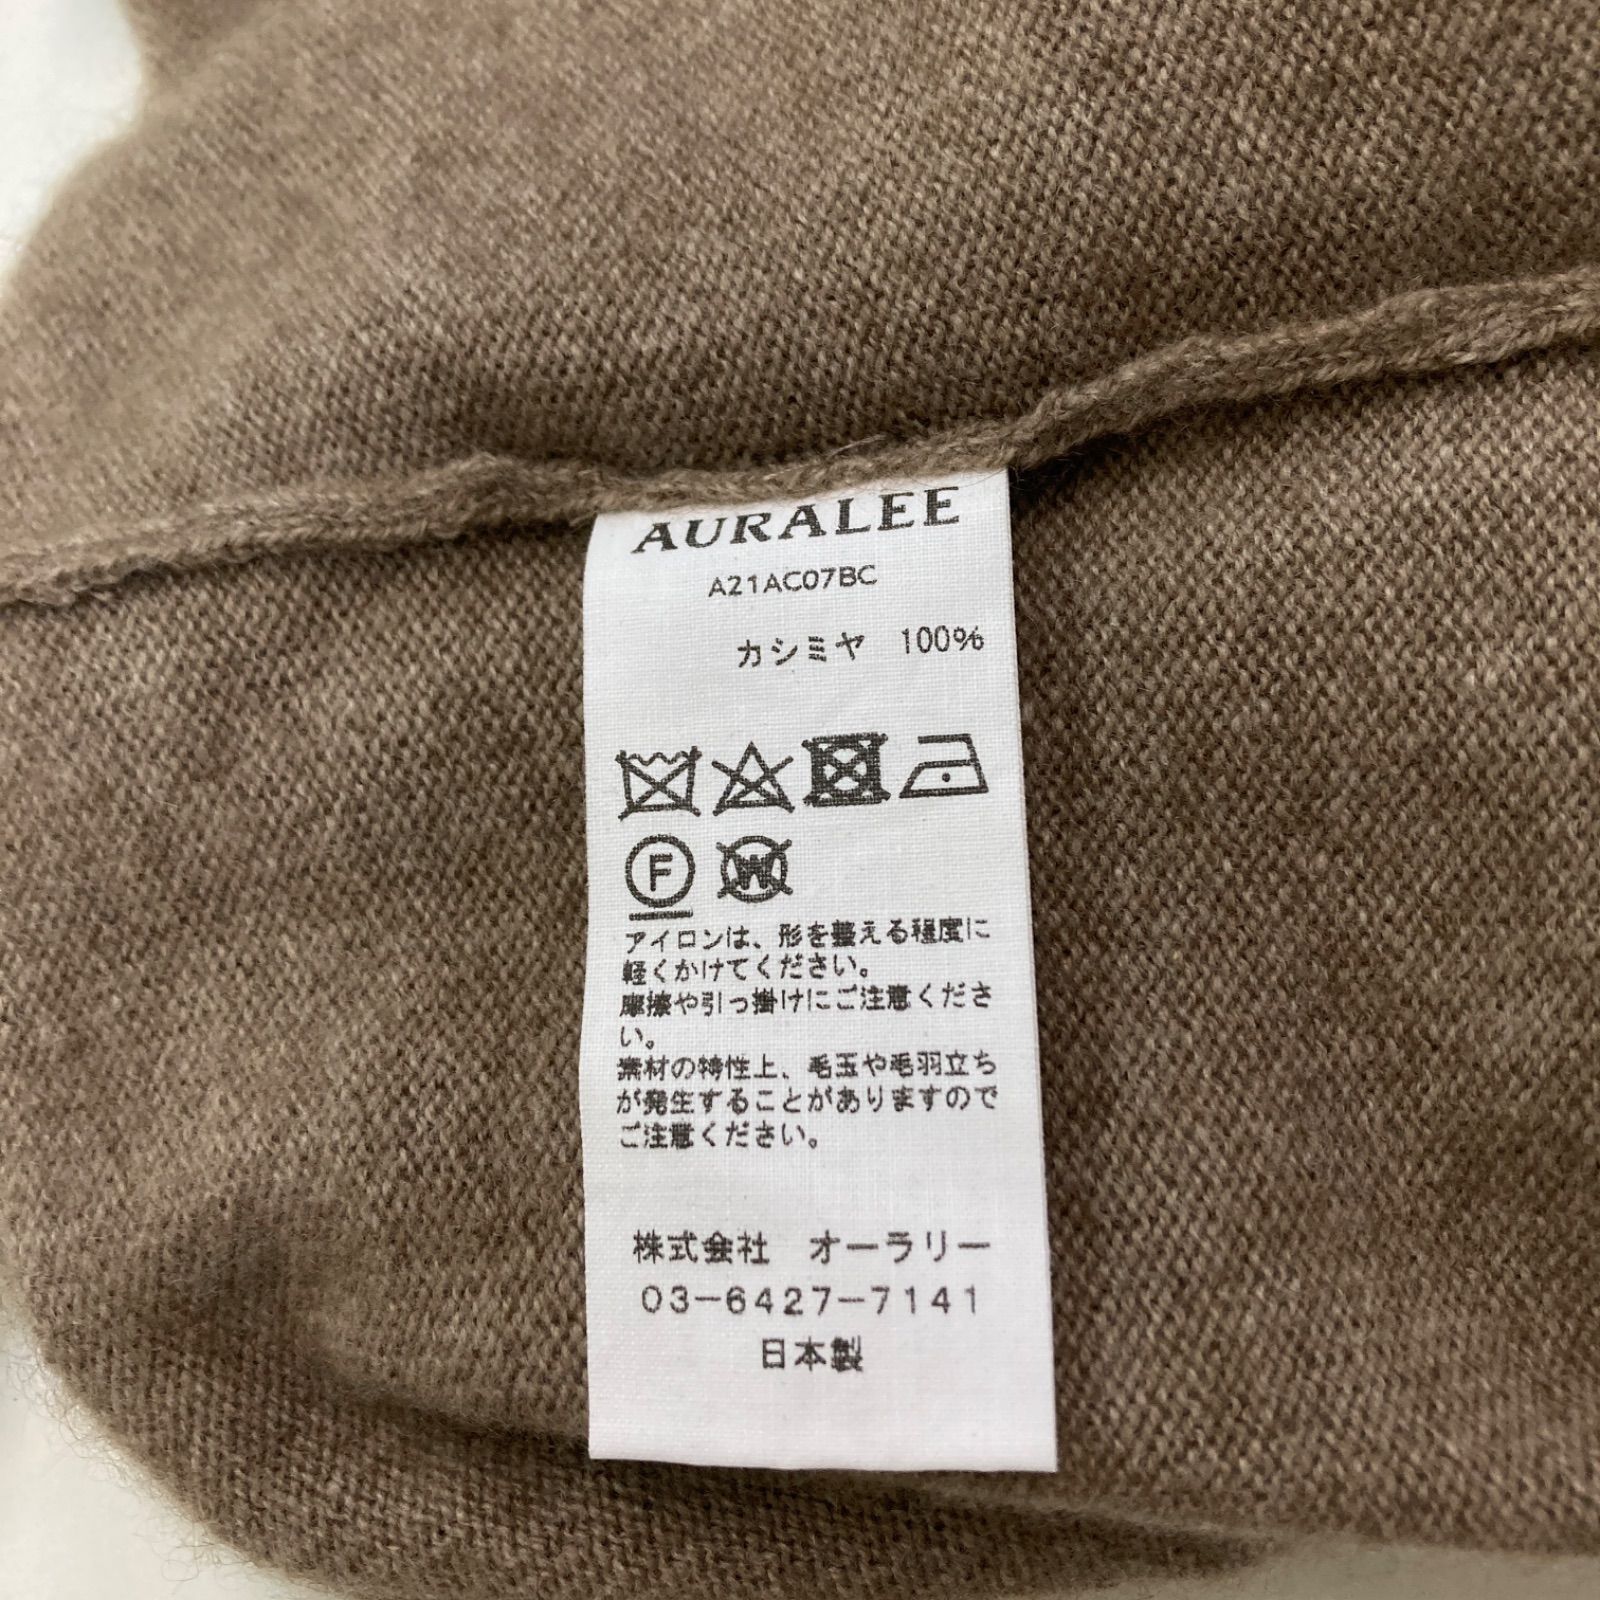 AURALEE
A21AC07BC
カシミヤ 100%
F W
アイロンは、形を整える程度に
軽くかけてください。
摩擦や引っ掛けにご注意くださ
い。
素材の特性上、毛玉や毛羽立ち
が発生することがありますので
ご注意ください。
株式会社 オーラリー
03-6427-7141
日本製